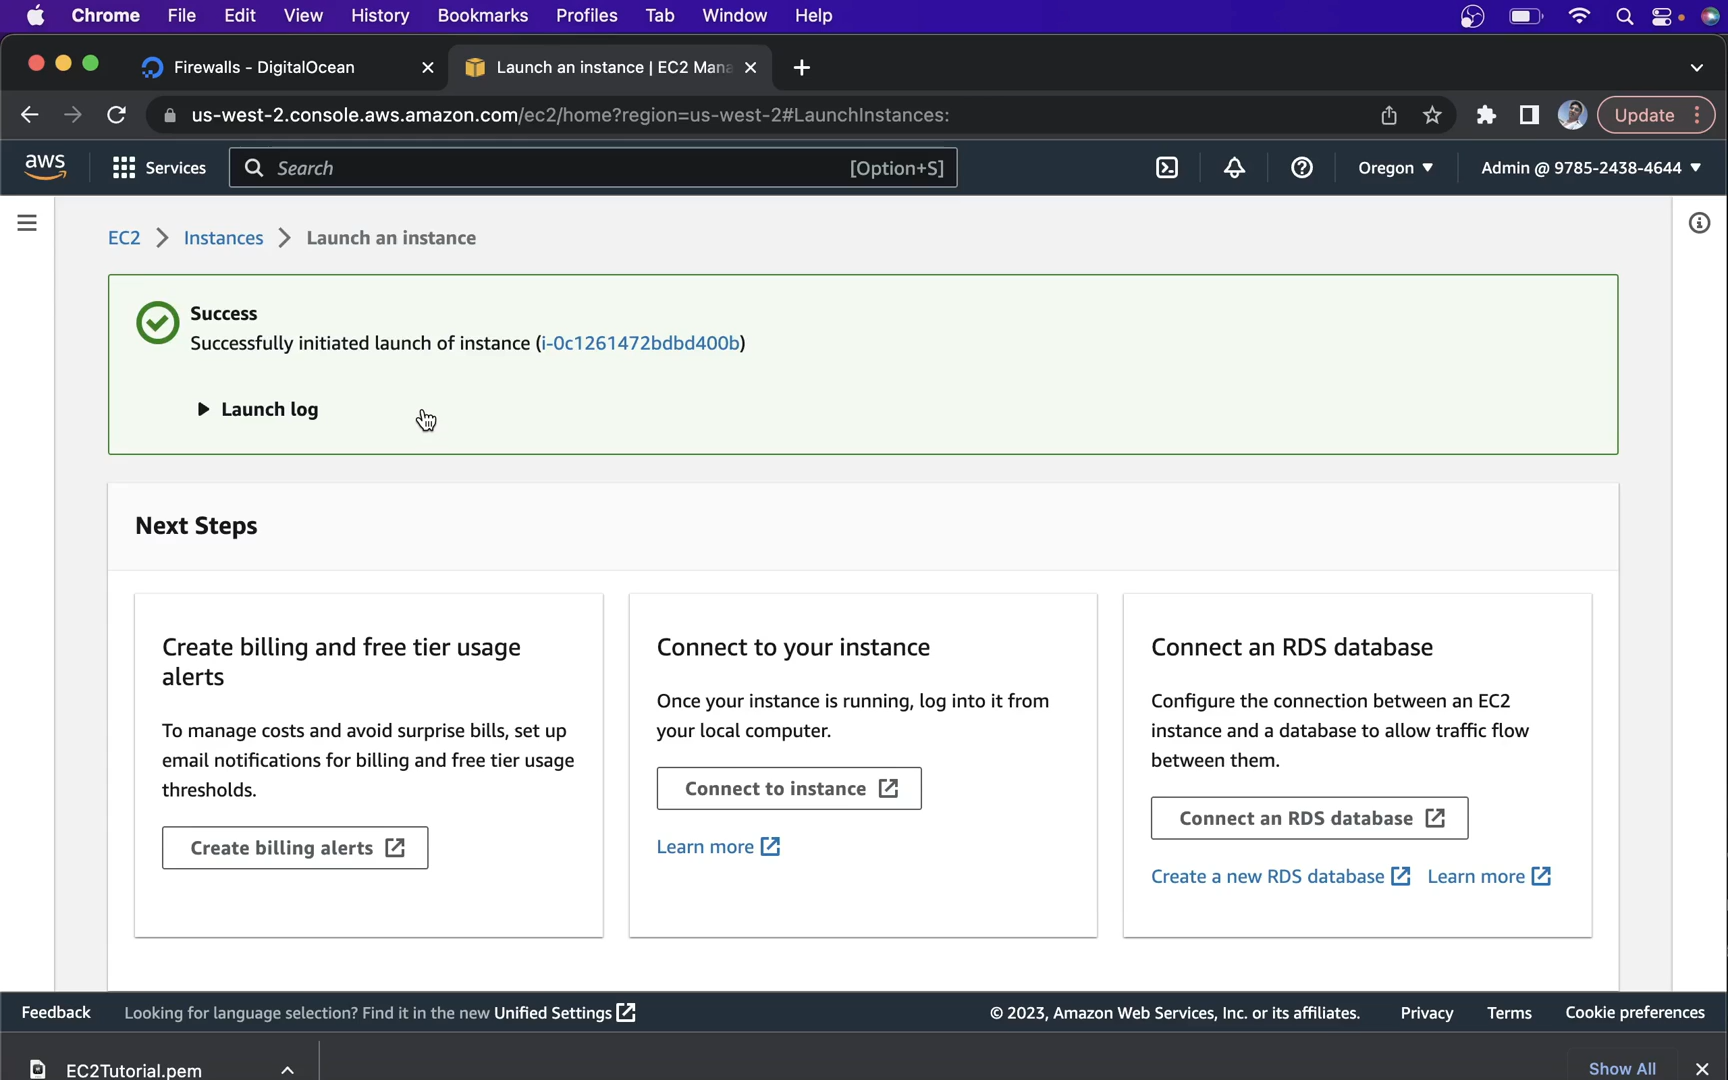 Chrome File Edit View History Bookmarks Profiles Tab Window Help
Firewalls - DigitalOcean
Launch an instance | EC2 Mana
us-west-2.console.aws.amazon.com/ec2/home?region=us-west-2#LaunchInstances:
Update
aws
Services
Search
[Option+S]
Oregon
Admin @ 9785-2438-4644
EC2 > Instances > Launch an instance
Success
Successfully initiated launch of instance (i-0c1261472bdbd400b)
Launch log
Next Steps
Create billing and free tier usage
alerts
To manage costs and avoid surprise bills, set up
email notifications for billing and free tier usage
thresholds.
Create billing alerts
Connect to your instance
Once your instance is running, log into it from
your local computer.
Connect to instance
Learn more
Connect an RDS database
Configure the connection between an EC2
instance and a database to allow traffic flow
between them.
Connect an RDS database
Create a new RDS database Learn more
Feedback
Looking for language selection? Find it in the new Unified Settings
© 2023, Amazon Web Services, Inc. or its affiliates.
Privacy
Terms
Cookie preferences
EC2Tutorial.pem
Show All